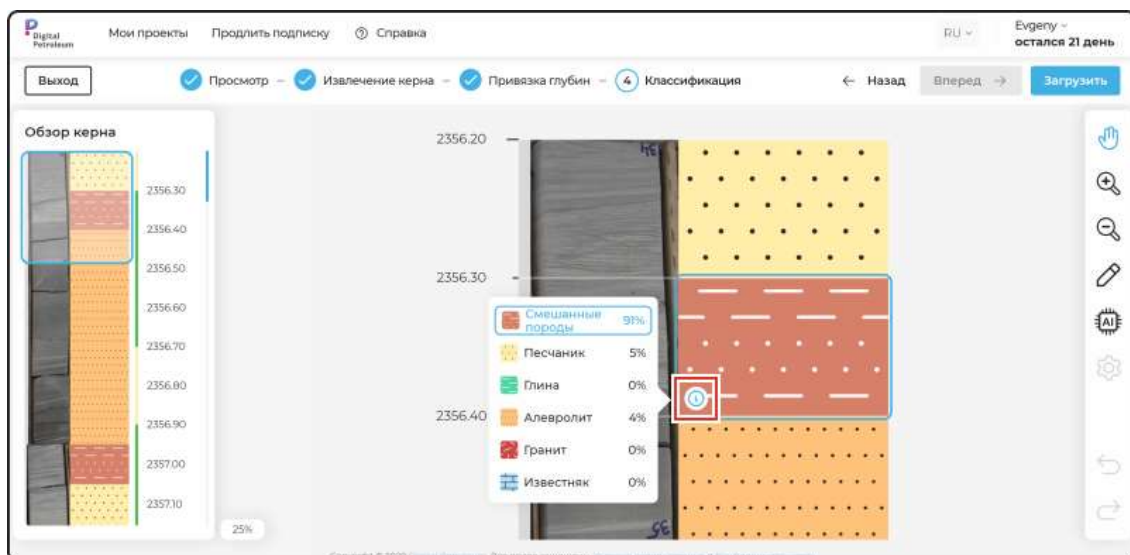 Digital
Petroleum
Мои проекты
Продлить подписку
Справка
RU
Evgeny
остался 21 день
Выход
Просмотр
Извлечение керна
Привязка глубин
4 Классификация
← Назад
Вперед →
Загрузить
Обзор керна
2356.30
2356.40
2356.50
2356.60
2356.70
2356.80
2356.90
2357.00
2357.10
25%
2356.20
2356.30
2356.40
34
35
Смешанные
породы
91%
Песчаник 5%
Глина 0%
Алевролит 4%
Гранит 0%
Известняк 0%
AI